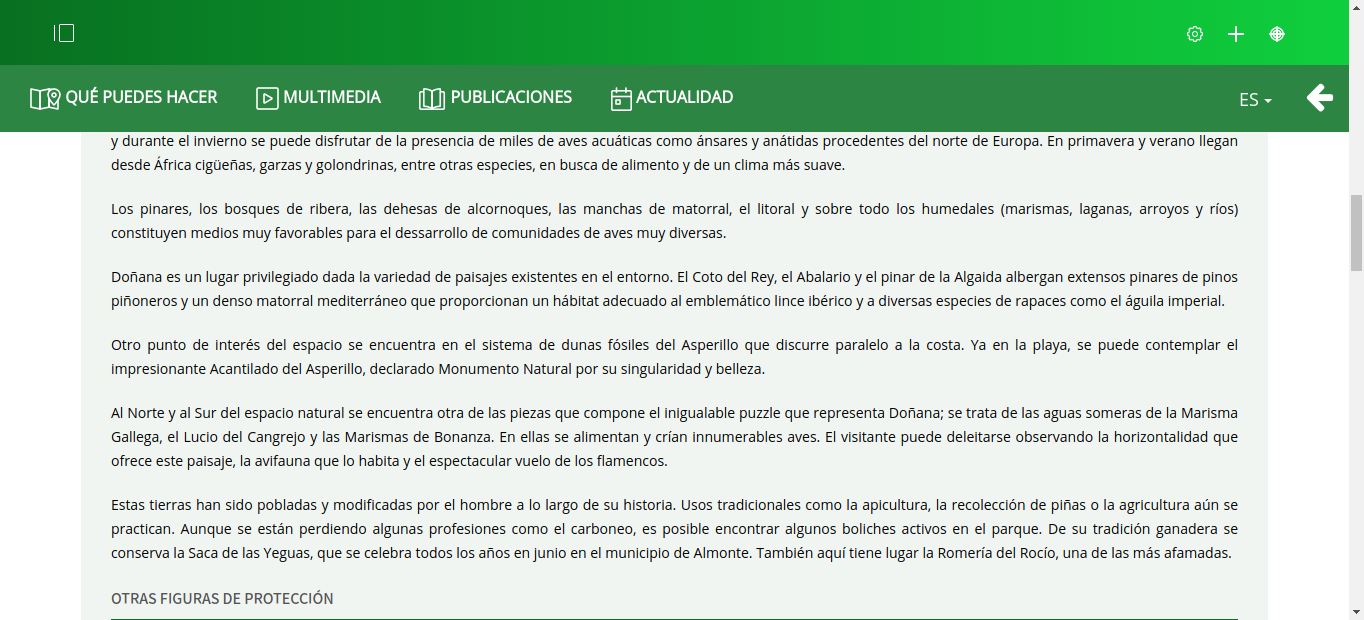 QUÉ PUEDES HACER
MULTIMEDIA
PUBLICACIONES
ACTUALIDAD
ES
y durante el invierno se puede disfrutar de la presencia de miles de aves acuáticas como ánsares y anátidas procedentes del norte de Europa. En primavera y verano llegan
desde África cigüeñas, garzas y golondrinas, entre otras especies, en busca de alimento y de un clima más suave.
Los pinares, los bosques de ribera, las dehesas de alcornoques, las manchas de matorral, el litoral y sobre todo los humedales (marismas, laganas, arroyos y ríos)
constituyen medios muy favorables para el dessarrollo de comunidades de aves muy diversas.
Doñana es un lugar privilegiado dada la variedad de paisajes existentes en el entorno. El Coto del Rey, el Abalario y el pinar de la Algaida albergan extensos pinares de pinos
piñoneros y un denso matorral mediterráneo que proporcionan un hábitat adecuado al emblemático lince ibérico y a diversas especies de rapaces como el águila imperial.
Otro punto de interés del espacio se encuentra en el sistema de dunas fósiles del Asperillo que discurre paralelo a la costa. Ya en la playa, se puede contemplar el
impresionante Acantilado del Asperillo, declarado Monumento Natural por su singularidad y belleza.
Al Norte y al Sur del espacio natural se encuentra otra de las piezas que compone el inigualable puzzle que representa Doñana; se trata de las aguas someras de la Marisma
Gallega, el Lucio del Cangrejo y las Marismas de Bonanza. En ellas se alimentan y crían innumerables aves. El visitante puede deleitarse observando la horizontalidad que
ofrece este paisaje, la avifauna que lo habita y el espectacular vuelo de los flamencos.
Estas tierras han sido pobladas y modificadas por el hombre a lo largo de su historia. Usos tradicionales como la apicultura, la recolección de piñas o la agricultura aún se
practican. Aunque se están perdiendo algunas profesiones como el carboneo, es posible encontrar algunos boliches activos en el parque. De su tradición ganadera se
conserva la Saca de las Yeguas, que se celebra todos los años en junio en el municipio de Almonte. También aquí tiene lugar la Romería del Rocío, una de las más afamadas.
OTRAS FIGURAS DE PROTECCIÓN